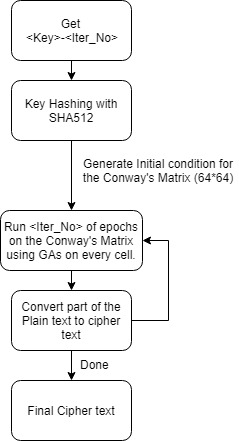 Get
<Key>-<Iter_No>
Key Hashing with
SHA512
Generate Initial condition for
the Conway's Matrix (64*64)
Run <Iter_No> of epochs
on the Conway's Matrix
using GAs on every cell.
Convert part of the
Plain text to cipher
text
Done
Final Cipher text